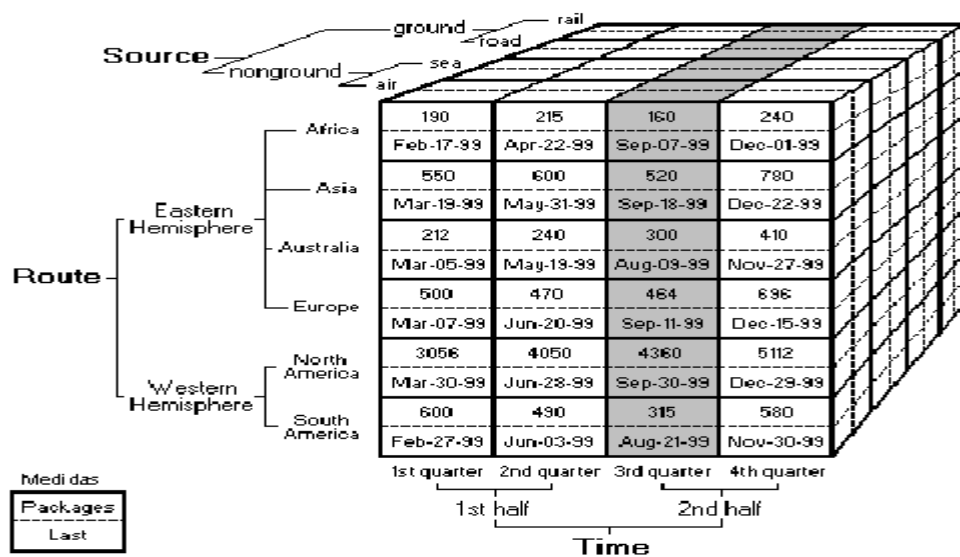 rail
ground
road
Source
sea
nonground
air
190 215 160 240
Africa
Feb-17-99 Apr-22-99 Sep-07-99 Dec-01-99
550 600 520 780
Asia
Mar-19-99 May-31-99 Sep-18-99 Dec-22-99
Eastern
Hemisphere
212 240 300 410
Australia
Mar-05-99 May-19-99 Aug-09-99 Nov-27-99
Route
500 470 464 696
Europe
Mar-07-99 Jun-20-99 Sep-11-99 Dec-15-99
3056 4050 4360 5112
North
America
Mar-30-99 Jun-28-99 Sep-30-99 Dec-29-99
Western
Hemisphere
600 490 315 580
South
America
Feb-27-99 Jun-03-99 Aug-21-99 Nov-30-99
1st quarter 2nd quarter 3rd quarter 4th quarter
Medidas
Packages
Last
1st half 2nd half
Time